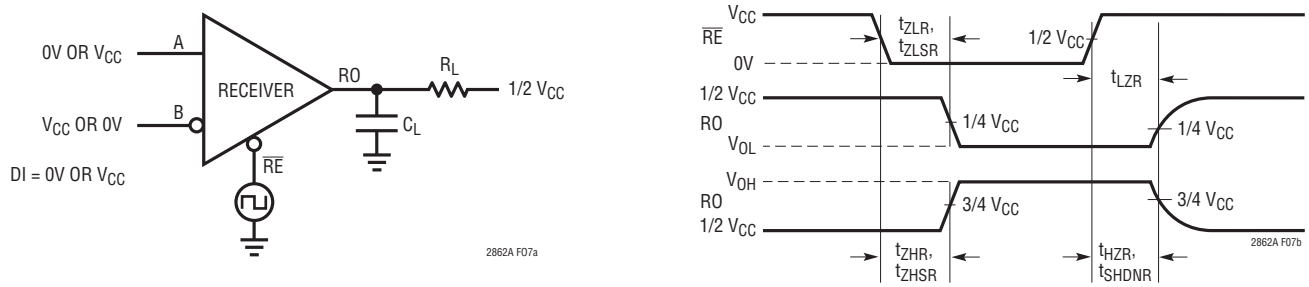 0V OR VCC
A
VCC OR 0V
B
RECEIVER
RO
RL
1/2 VCC
CL
RE
DI = 0V OR VCC
2862A F07a
VCC
RE
0V
tZLR,
tZLSR
1/2 VCC
tLZR
1/2 VCC
RO
VOL
1/4 VCC
1/4 VCC
VOH
RO
1/2 VCC
3/4 VCC
3/4 VCC
tZHR,
tZHSR
tHZR,
tSHDNR
2862A F07b